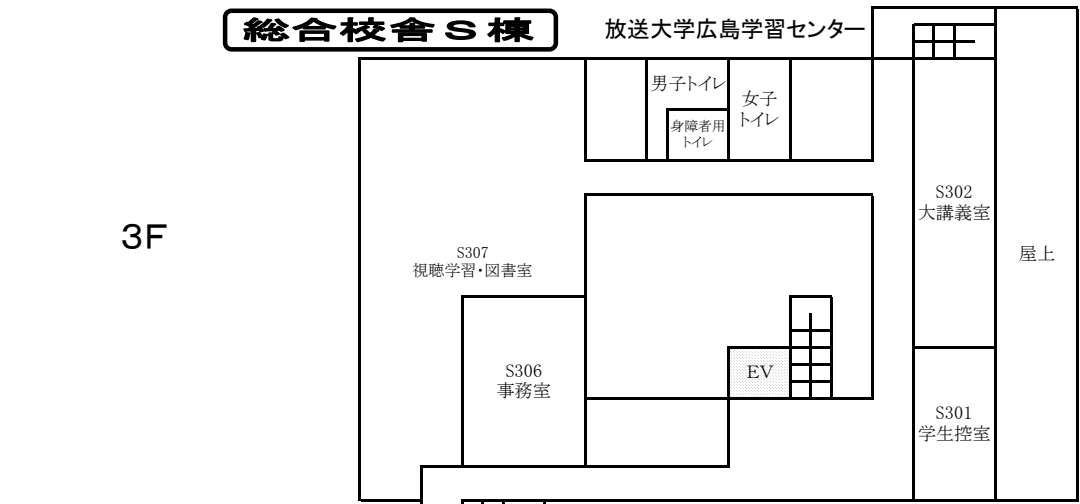 総合校舎S棟
放送大学広島学習センター
男子トイレ
女子
トイレ
身障者用
トイレ
S302
大講義室
3F
S307
視聴学習・図書室
屋上
S306
事務室
EV
S301
学生控室